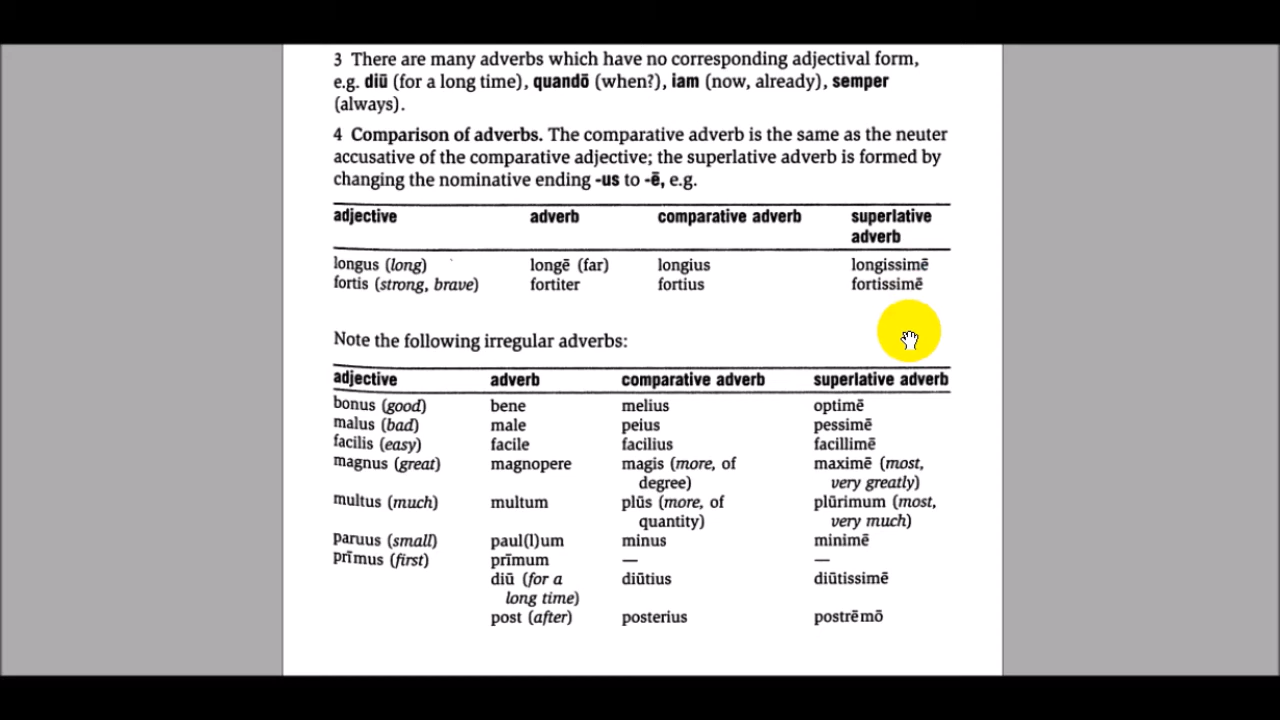 3 There are many adverbs which have no corresponding adjectival form,
e.g. diū (for a long time), quandō (when?), iam (now, already), semper
(always).
4 Comparison of adverbs. The comparative adverb is the same as the neuter
accusative of the comparative adjective; the superlative adverb is formed by
changing the nominative ending -us to -ē, e.g.
adjective adverb comparative adverb superlative
adverb
longus (long) longē (far) longius longissimē
fortis (strong, brave) fortiter fortius fortissimē
Note the following irregular adverbs:
adjective adverb comparative adverb superlative adverb
bonus (good) bene melius optimē
malus (bad) male peius pessimē
facilis (easy) facile facilius facillimē
magnus (great) magnopere magis (more, of maximē (most,
degree) very greatly)
multus (much) multum plūs (more, of plūrimum (most,
quantity) very much)
paruus (small) paul(l)um minus minimē
prīmus (first) prīmum — —
diū (for a diūtius diūtissimē
long time)
post (after) posterius postrēmō